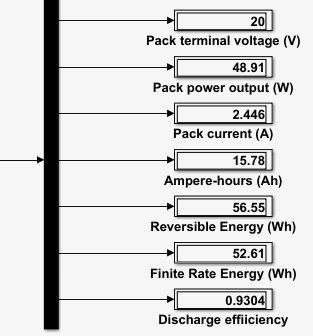 20
Pack terminal voltage (V)
48.91
Pack power output (W)
2.446
Pack current (A)
15.78
Ampere-hours (Ah)
56.55
Reversible Energy (Wh)
52.61
Finite Rate Energy (Wh)
0.9304
Discharge effiiciency